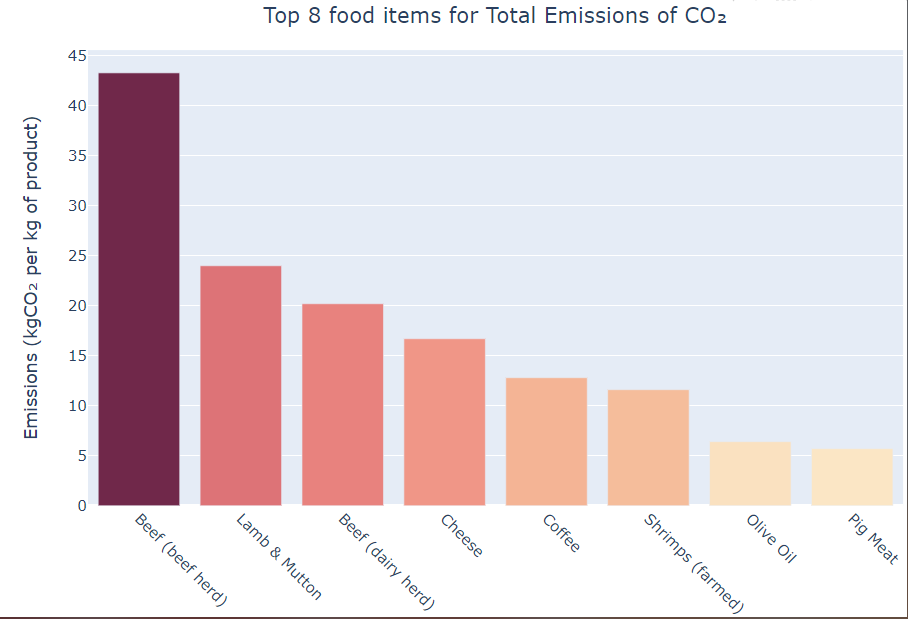 Top 8 food items for Total Emissions of CO₂
Emissions (kgCO₂ per kg of product)
45
40
35
30
25
20
15
10
5
0
Beef (beef herd)
Lamb & Mutton
Beef (dairy herd)
Cheese
Coffee
Shrimps (farmed)
Olive Oil
Pig Meat